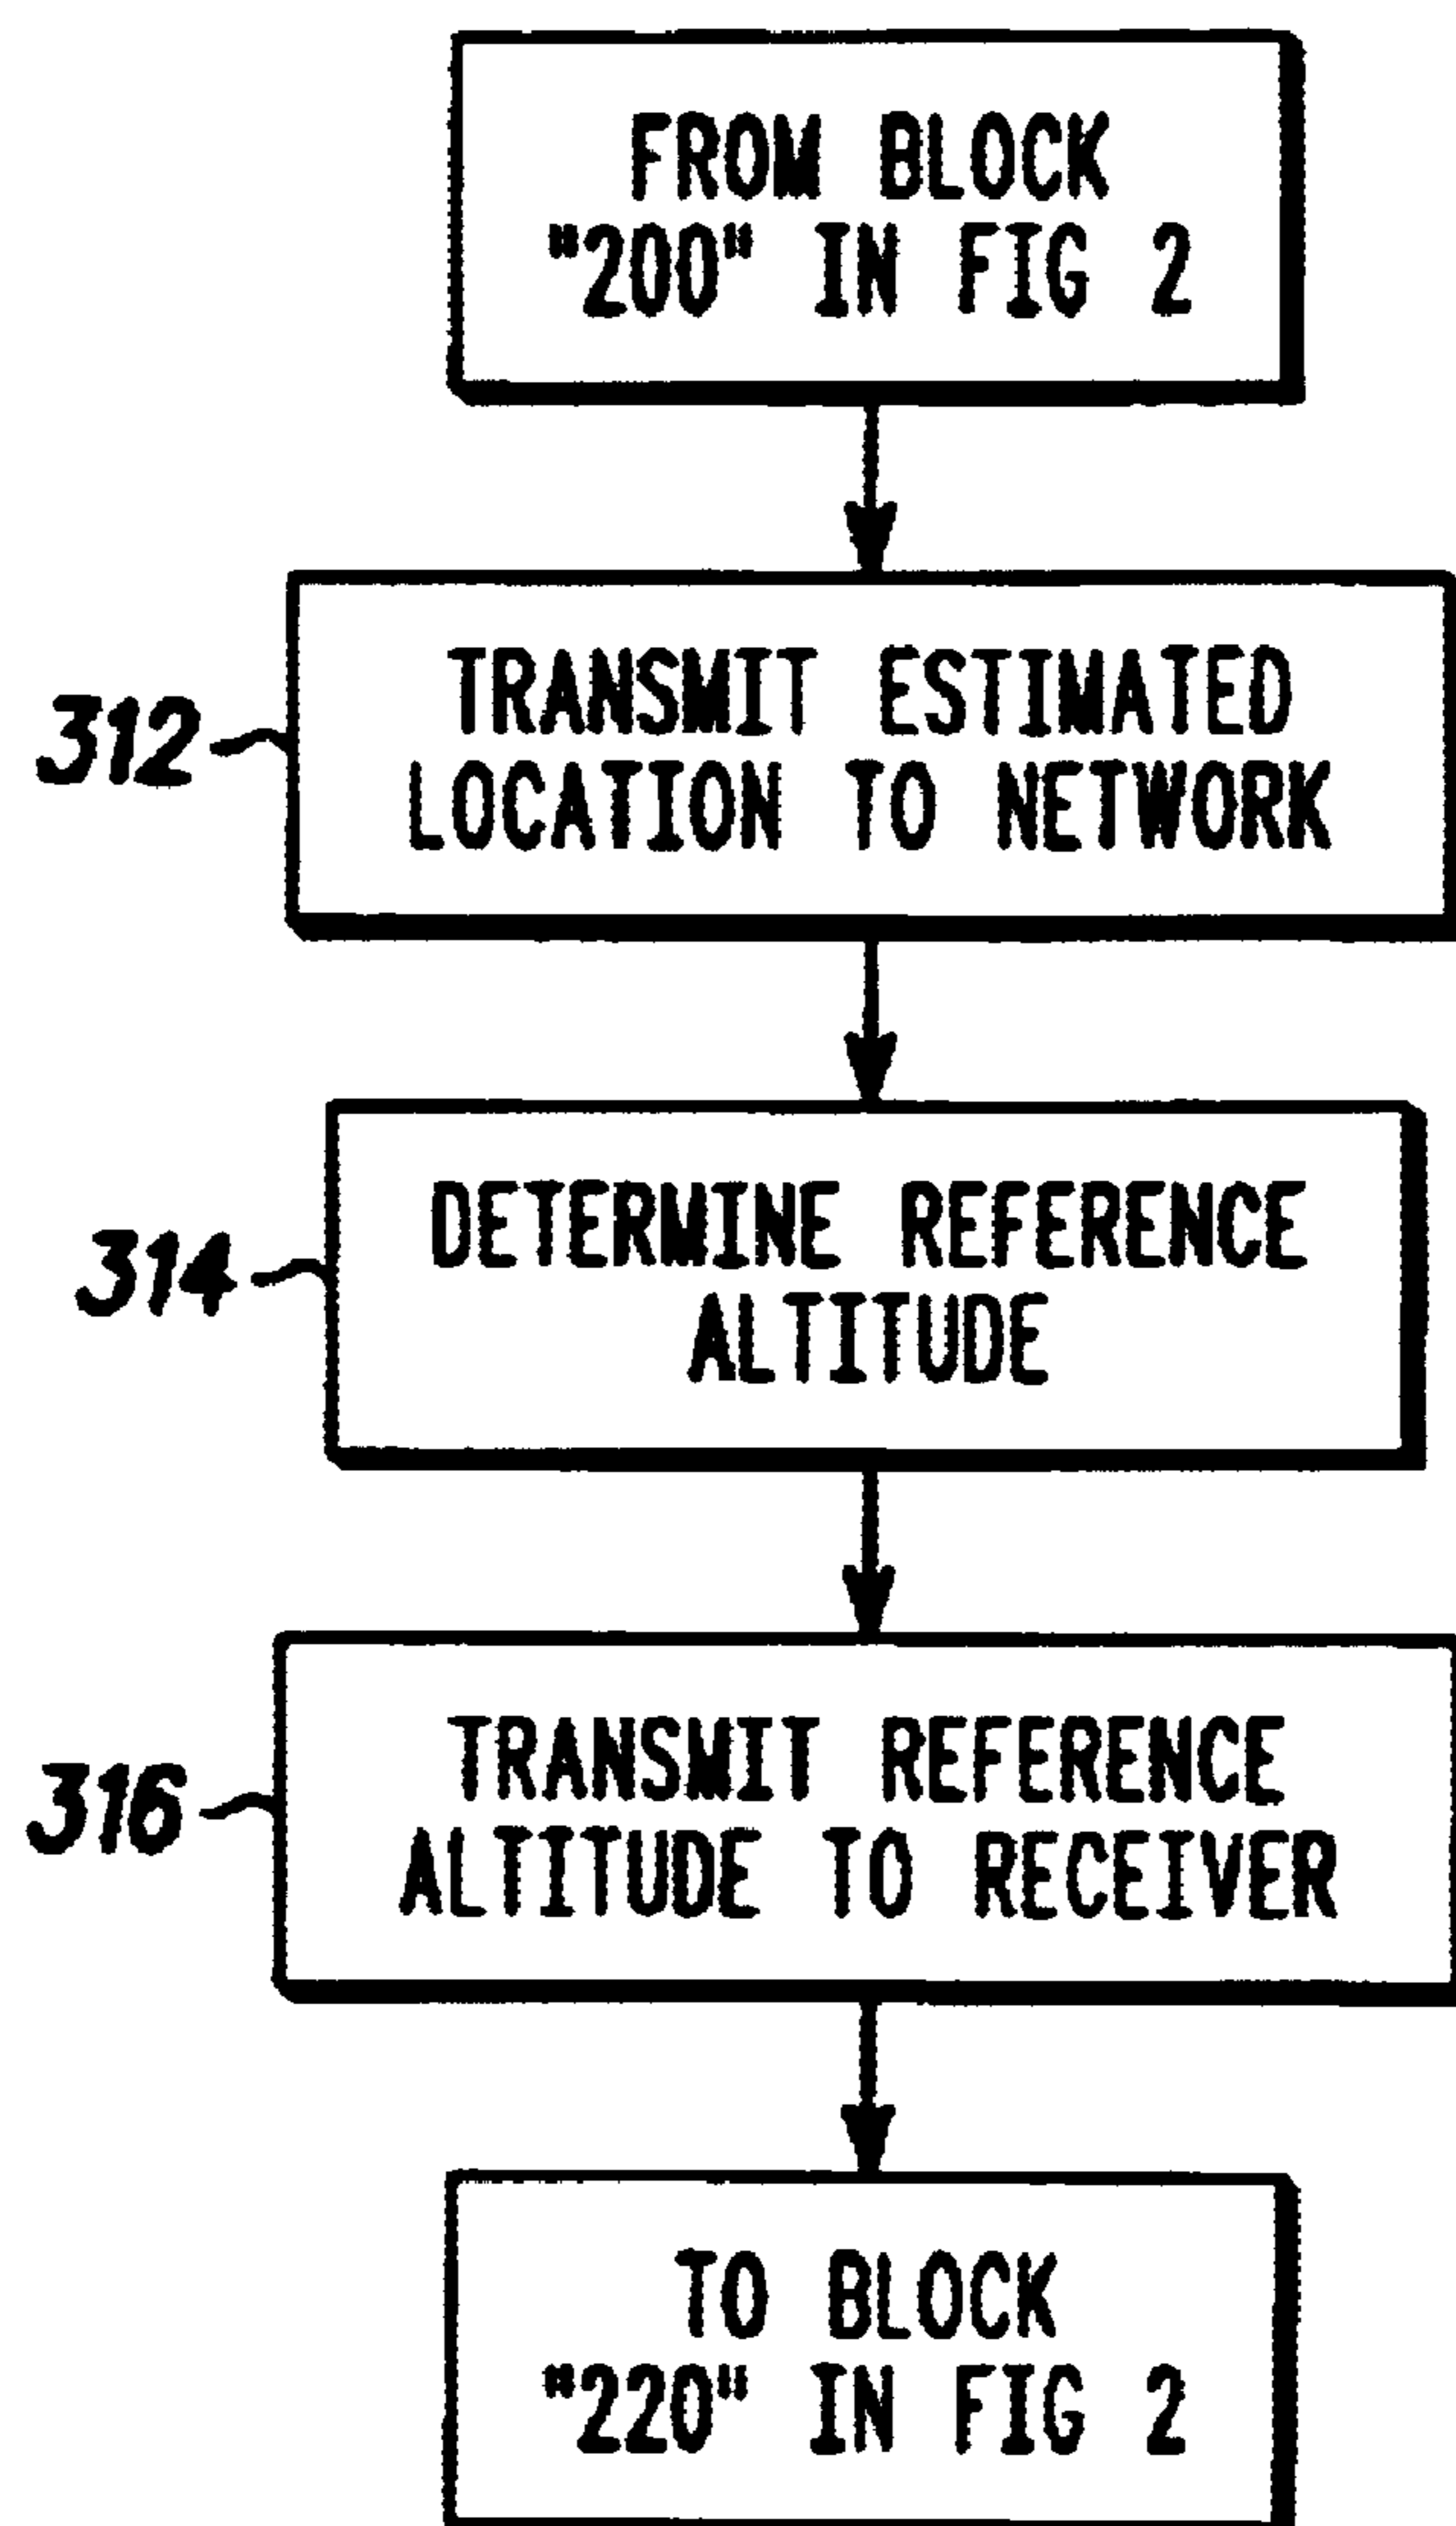 FROM BLOCK
"200" IN FIG 2
312
TRANSMIT ESTIMATED
LOCATION TO NETWORK
314
DETERMINE REFERENCE
ALTITUDE
316
TRANSMIT REFERENCE
ALTITUDE TO RECEIVER
TO BLOCK
"220" IN FIG 2